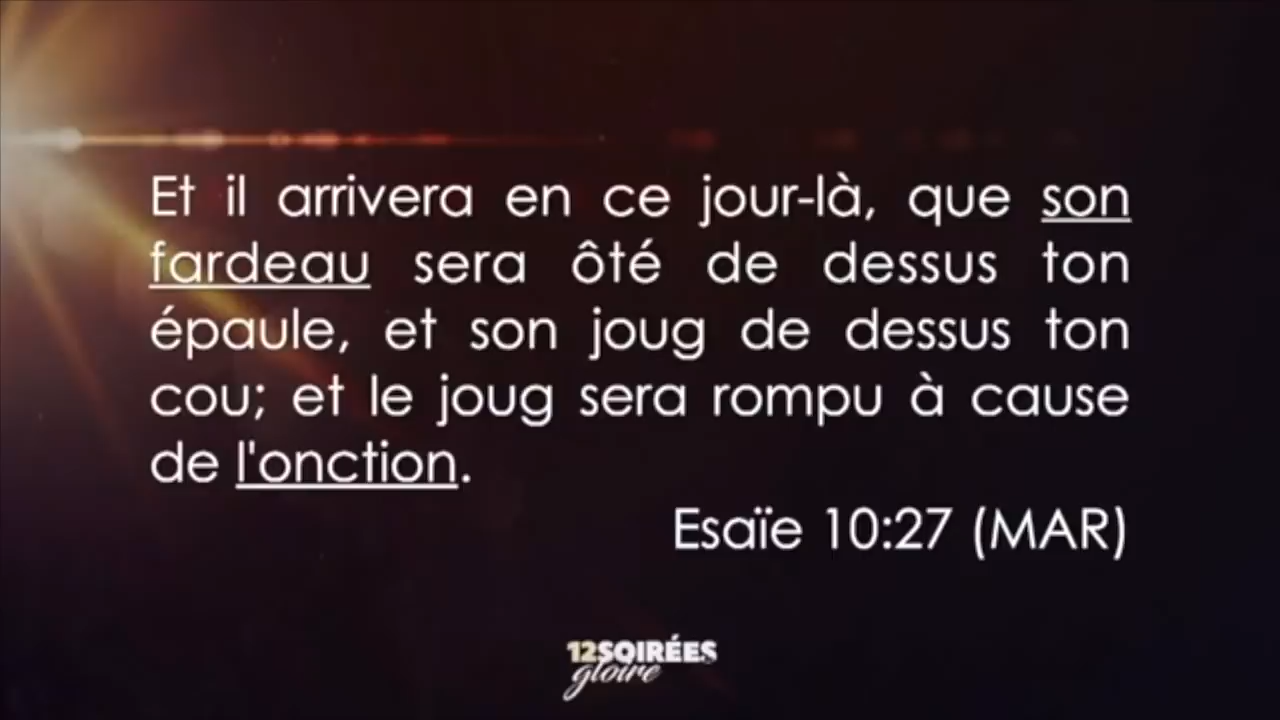 Et il arrivera en ce jour-là, que son
fardeau sera ôté de dessus ton
épaule, et son joug de dessus ton
cou; et le joug sera rompu à cause
de l'onction.
Esaïe 10:27 (MAR)
12SOIRÉES
gloire